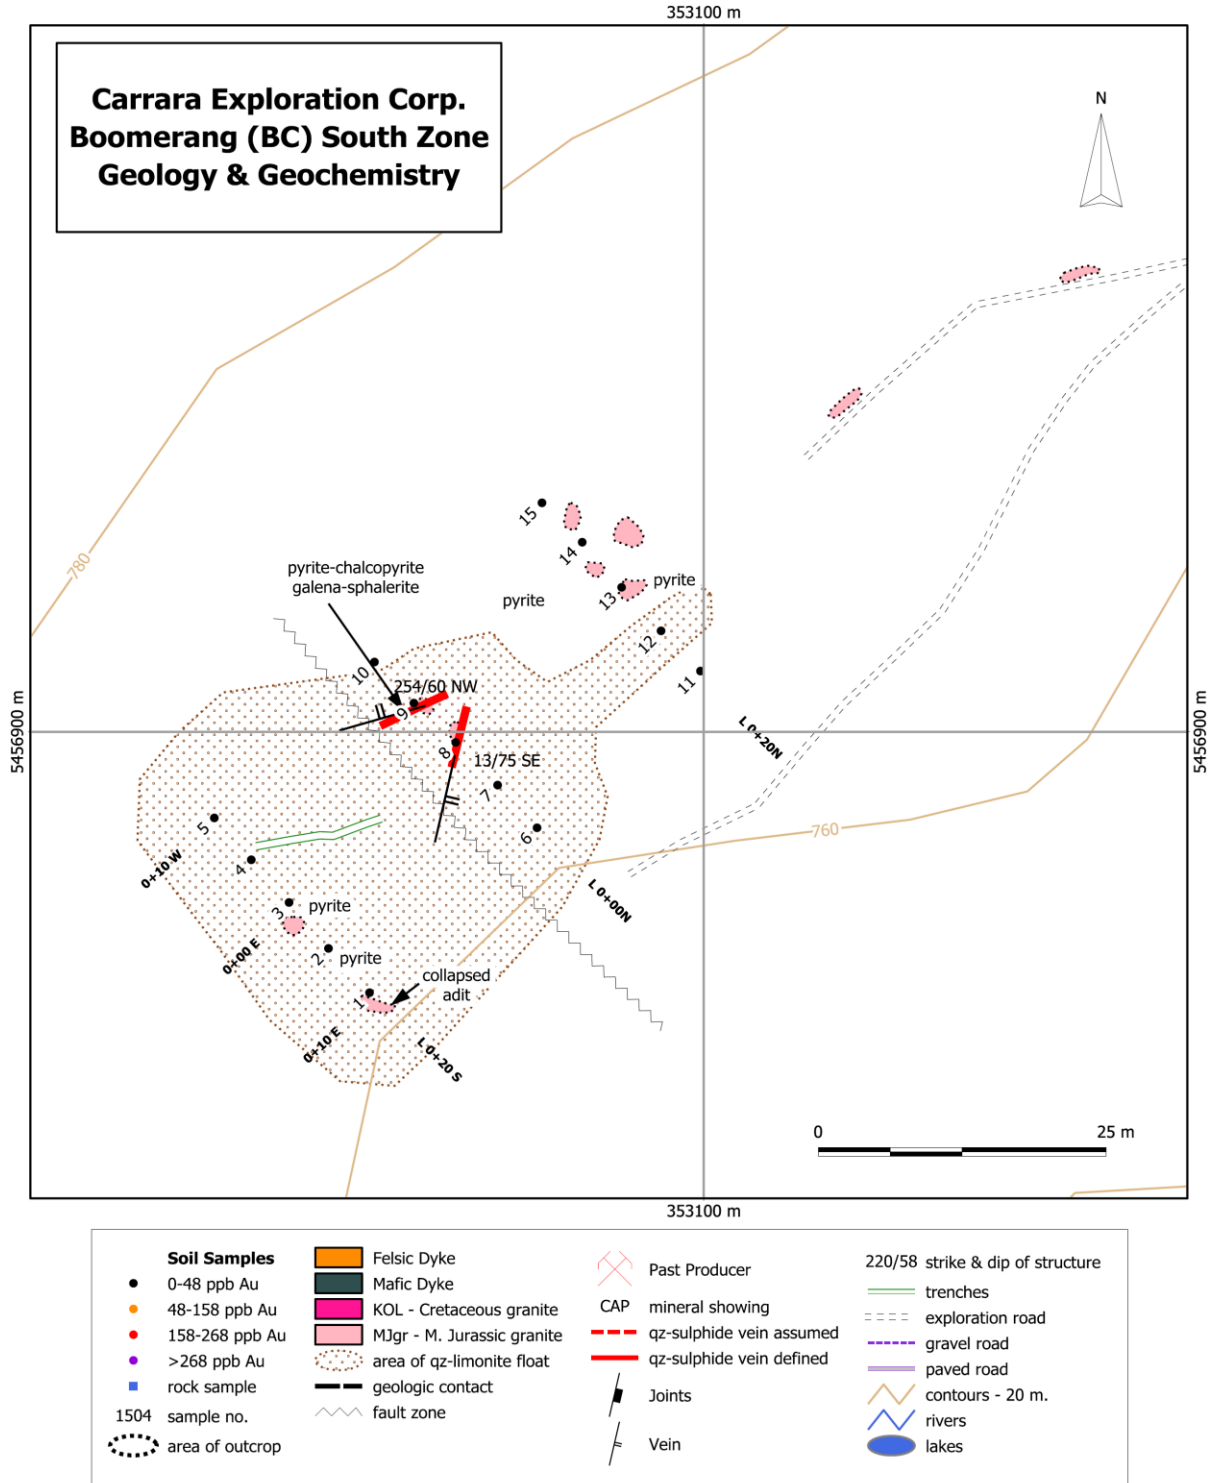 353100 m
Carrara Exploration Corp.
Boomerang (BC) South Zone
Geology & Geochemistry
N
780
15
14
pyrite-chalcopyrite
galena-sphalerite
pyrite
pyrite
13
12
10
11
254/60 NW
9
5456900 m
5456900 m
L 0+20N
8
13/75 SE
7
5
6
760
4
0+10 W
L 0+00N
3
pyrite
0+00 E
2
pyrite
collapsed
adit
1
0+10 E
L 0+20 S
0
25 m
353100 m
Soil Samples
0-48 ppb Au
48-158 ppb Au
158-268 ppb Au
>268 ppb Au
rock sample
1504 sample no.
area of outcrop
Felsic Dyke
Mafic Dyke
KOL - Cretaceous granite
MJgr - M. Jurassic granite
area of qz-limonite float
geologic contact
fault zone
Past Producer
CAP mineral showing
qz-sulphide vein assumed
qz-sulphide vein defined
Joints
Vein
220/58 strike & dip of structure
trenches
exploration road
gravel road
paved road
contours - 20 m.
rivers
lakes